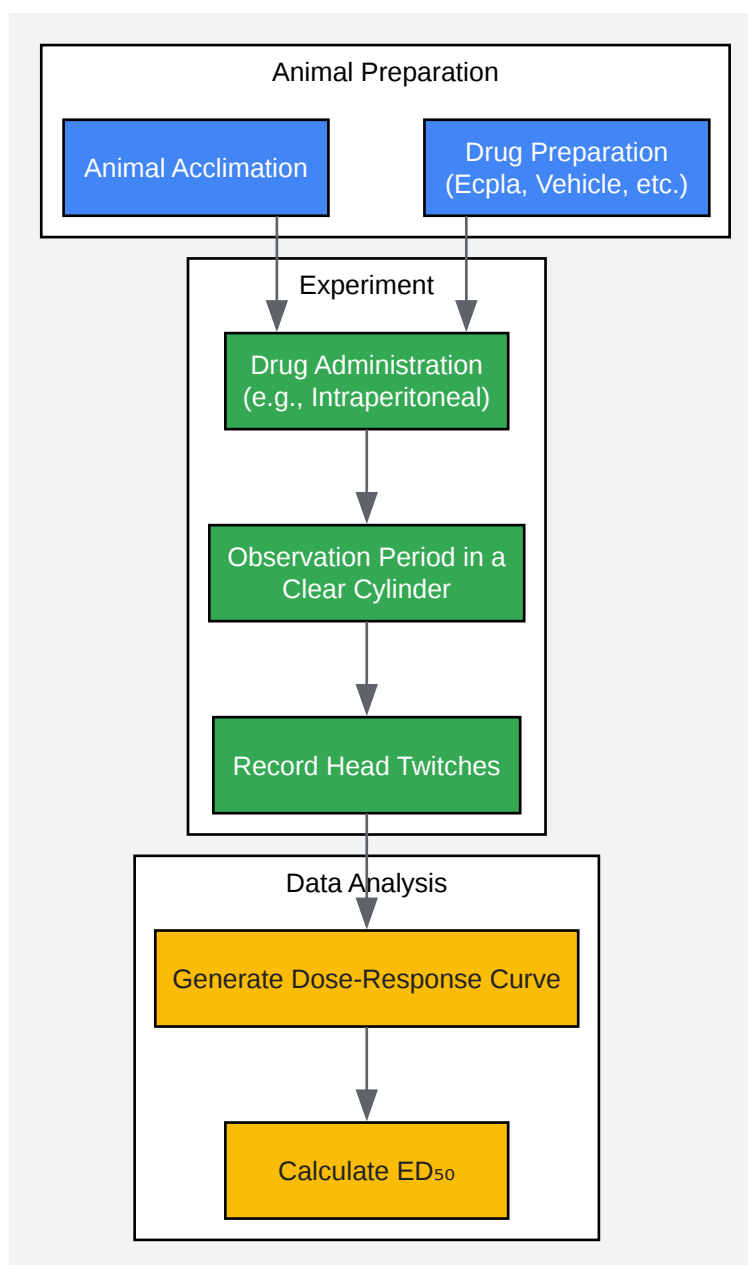 Animal Preparation
Animal Acclimation
Drug Preparation
(Ecpla, Vehicle, etc.)
Experiment
Drug Administration
(e.g., Intraperitoneal)
Observation Period in a
Clear Cylinder
Record Head Twitches
Data Analysis
Generate Dose-Response Curve
Calculate ED₅₀